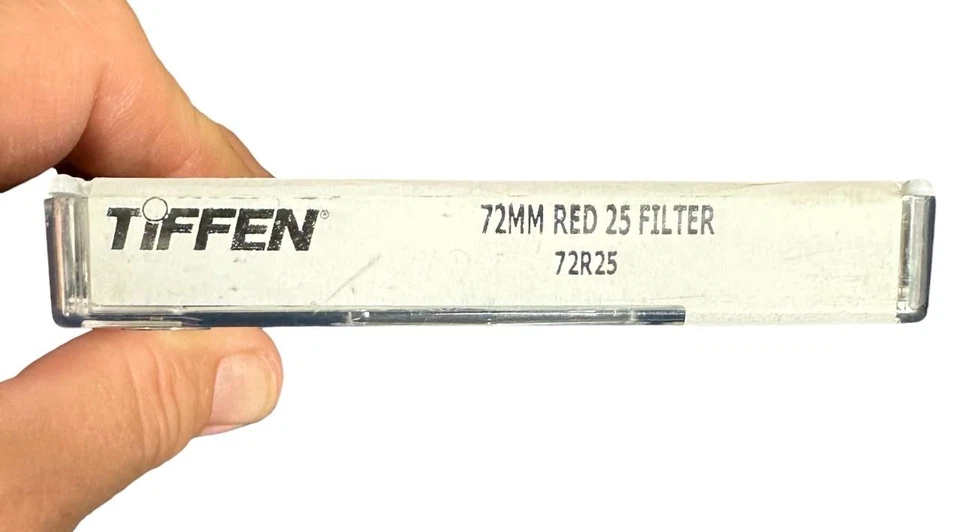 TiFFEN®
72MM RED 25 FILTER
72R25